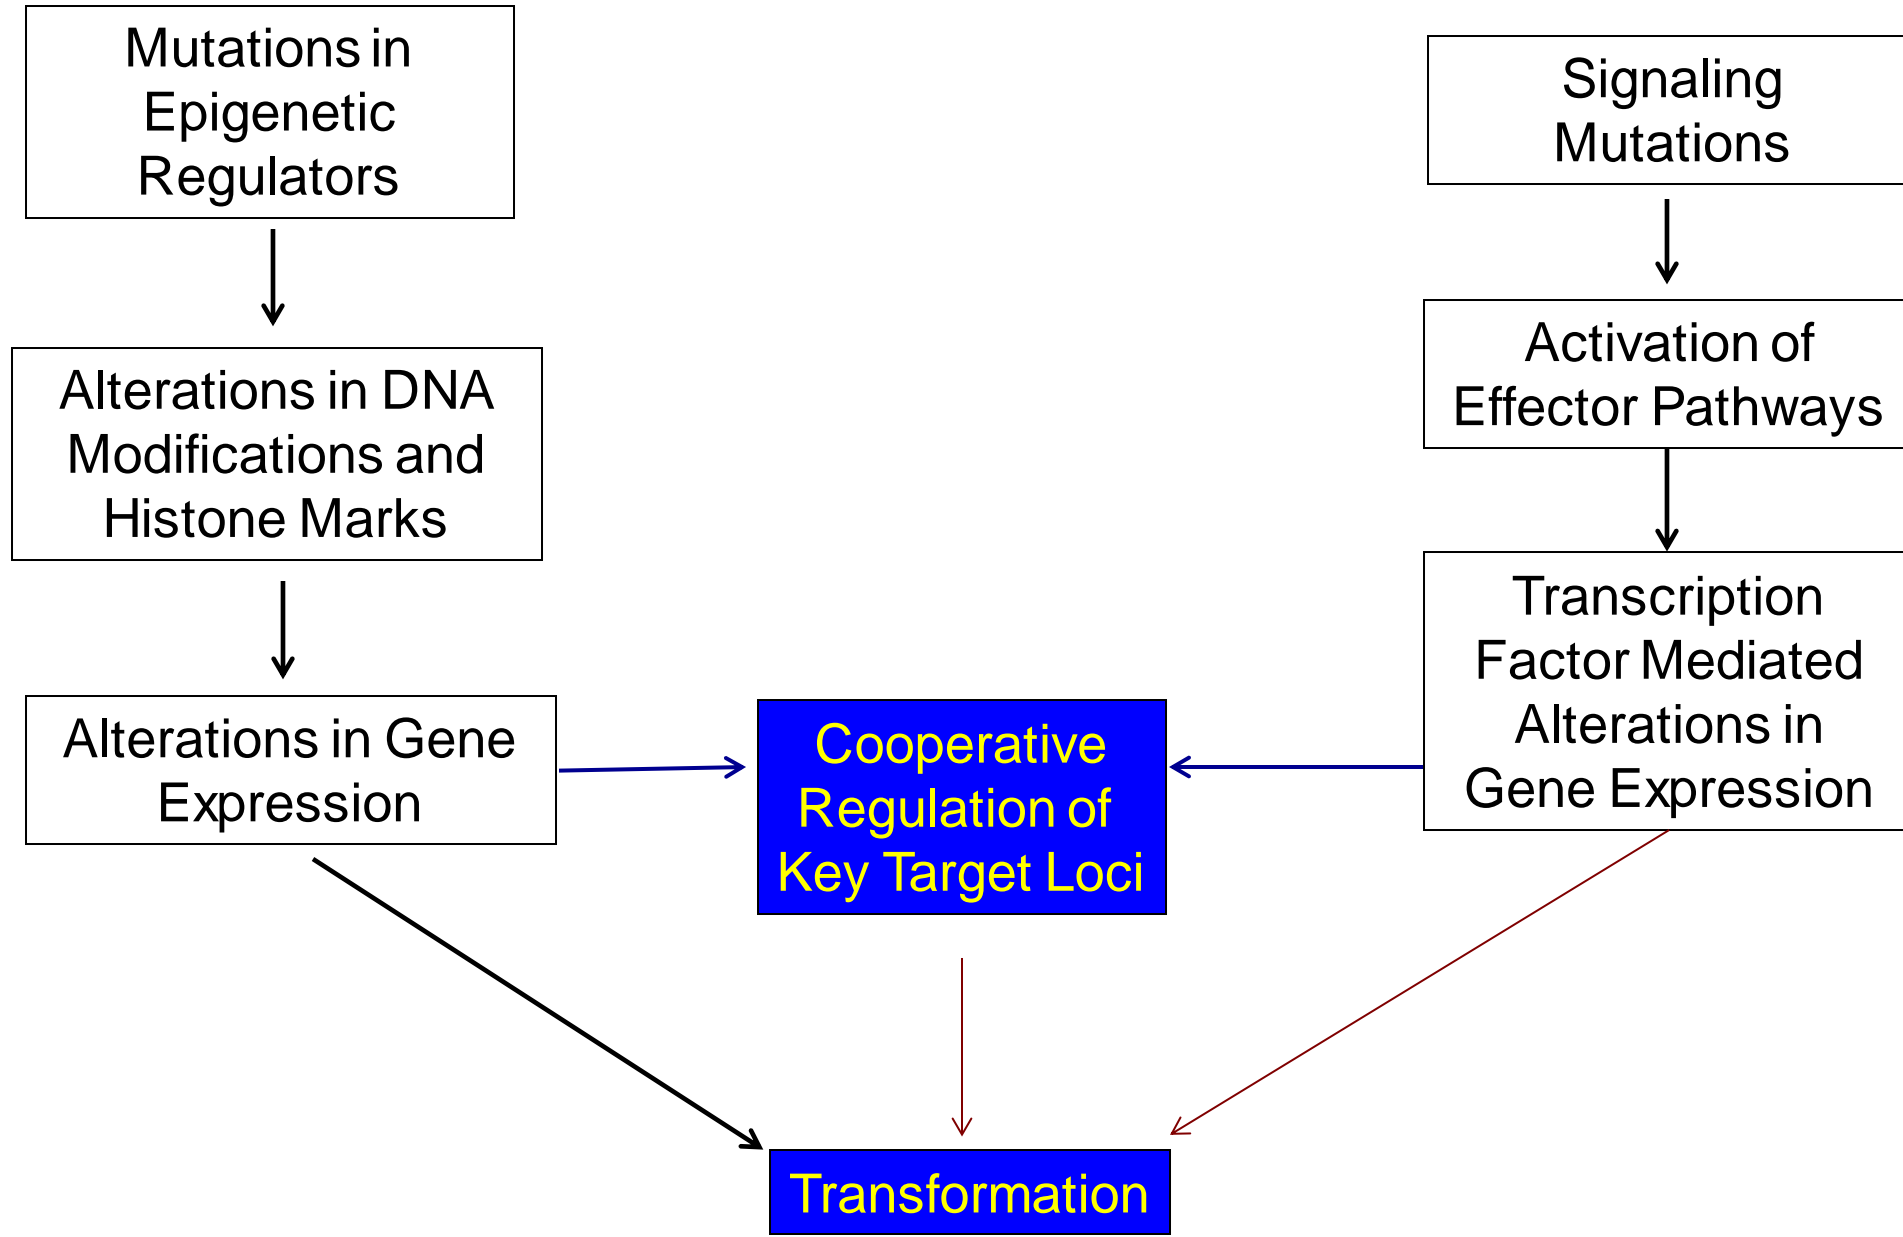 Mutations in
Epigenetic
Regulators
Signaling
Mutations
Alterations in DNA
Modifications and
Histone Marks
Activation of
Effector Pathways
Alterations in Gene
Expression
Cooperative
Regulation of
Key Target Loci
Transcription
Factor Mediated
Alterations in
Gene Expression
Transformation